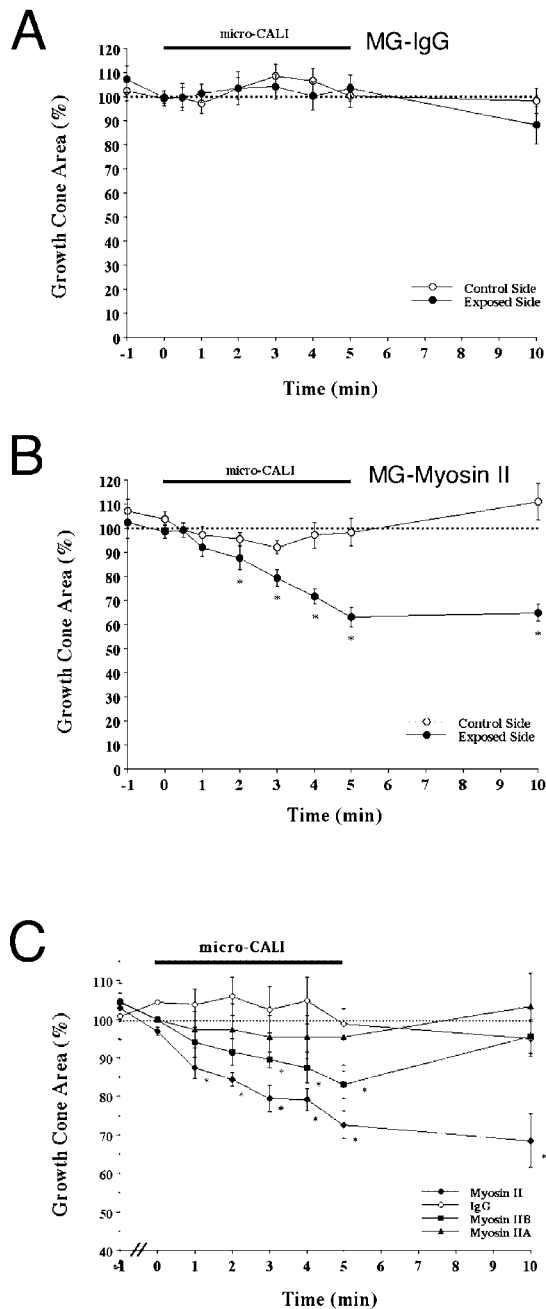 A
micro-CALI
MG-IgG
Growth Cone Area (%)
120
110
100
90
80
70
60
50
40
30
20
10
0
Control Side
Exposed Side
-1 0 1 2 3 4 5 6 7 8 9 10
Time (min)
B
micro-CALI
MG-Myosin II
Growth Cone Area (%)
120
110
100
90
80
70
60
50
40
30
20
10
0
* * * * *
Control Side
Exposed Side
-1 0 1 2 3 4 5 6 7 8 9 10
Time (min)
C
micro-CALI
Growth Cone Area (%)
110
100
90
80
70
60
50
40
* * * * * * * * *
Myosin II
IgG
Myosin IIB
Myosin IIA
-1 // 0 1 2 3 4 5 6 7 8 9 10
Time (min)